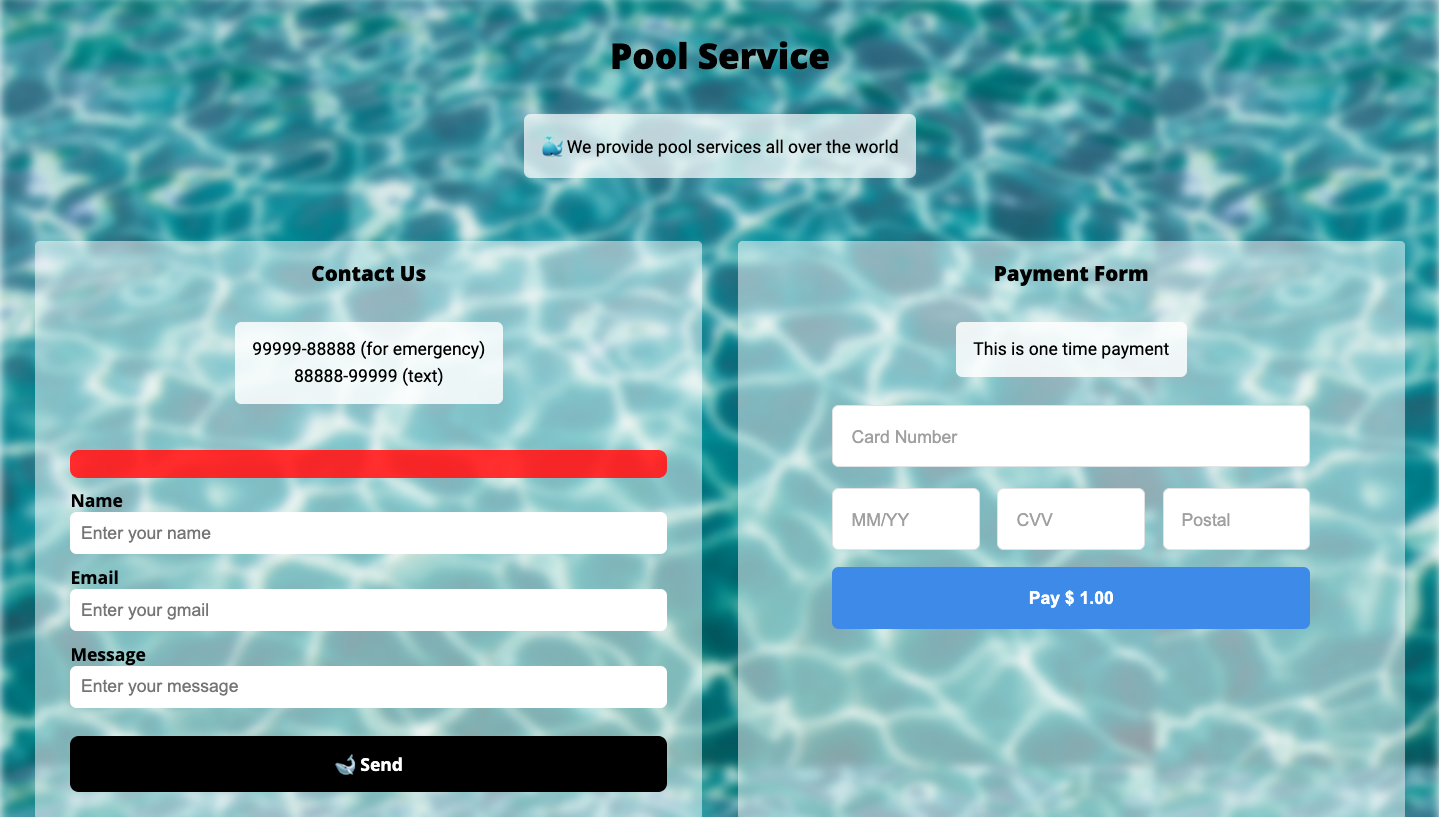 Pool Service
🐳 We provide pool services all over the world
Contact Us
99999-88888 (for emergency)
88888-99999 (text)
Name
Enter your name
Email
Enter your gmail
Message
Enter your message
Send
Payment Form
This is one time payment
Card Number
MM/YY
CVV
Postal
Pay $ 1.00